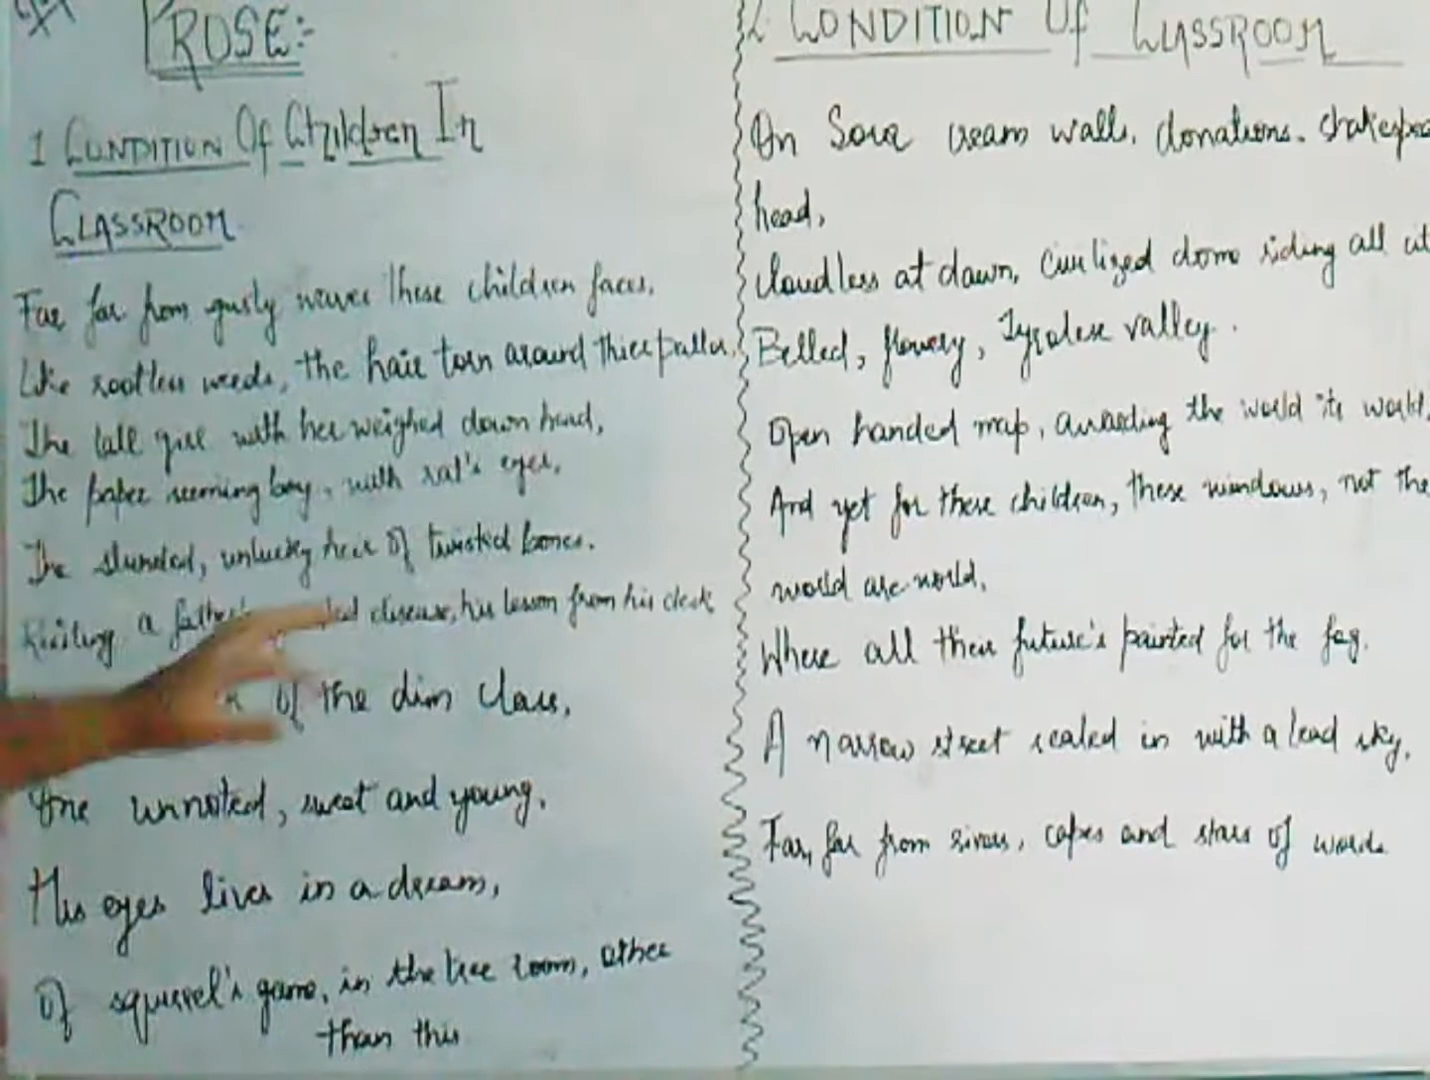 PROSE:-
1 CONDITION Of Children In
CLASSROOM
Far far from gusty waves these children faces.
Like rootless weeds, the hair torn around their pallor.
The tall girl with her weighed down head,
The paper seeming boy, with rat's eyes.
The stunded, unlucky heir of twisted bones.
a disease, his lesson from his desk
of the dim class,
One unnoted, sweet and young.
His eyes lives in a dream,
Of squirrel's game, in the tree room, other
than this
2 CONDITION Of CLASSROOM
On Sour cream walls, donations. Shakespea
head,
Cloudless at dawn, civilized dome riding all cit
Belled, flowery, Tyrolese valley.
Open handed map, awarding the world its world.
And yet for these children, these windows, not the
world are world,
Where all their future's painted for the fog.
A narrow street sealed in with a lead sky.
Far, far from rivers, capes and stars of words